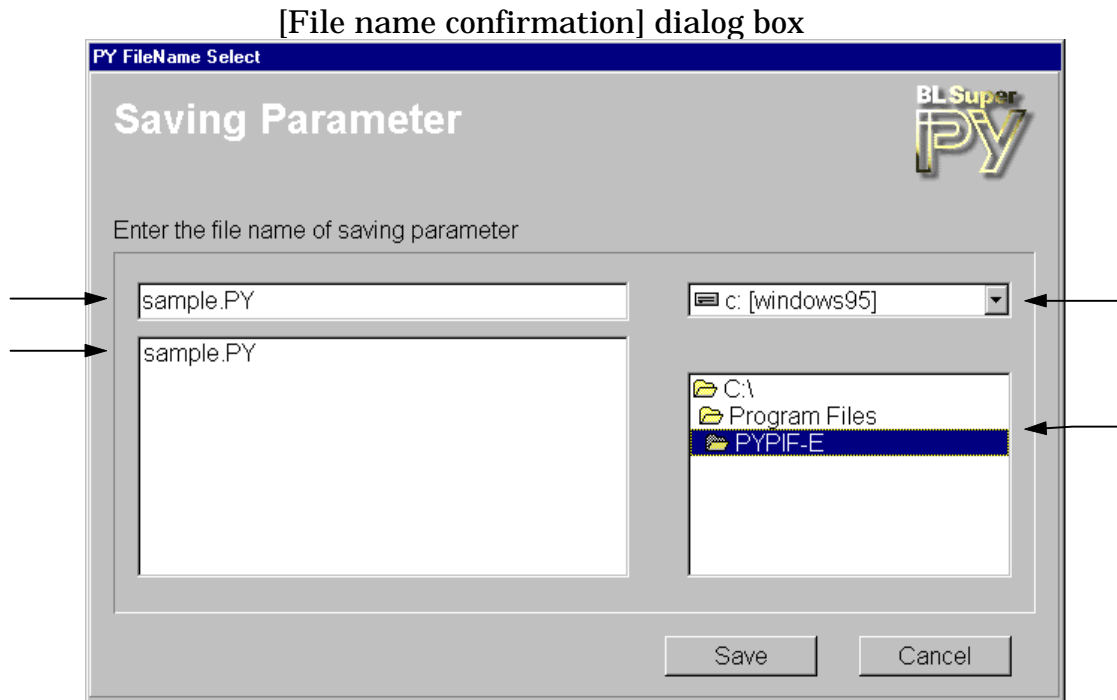 [File name confirmation] dialog box
PY FileName Select
Saving Parameter
BL Super
PY
Enter the file name of saving parameter
sample.PY
c: [windows95]
sample.PY
C:\
Program Files
PYPIF-E
Save
Cancel